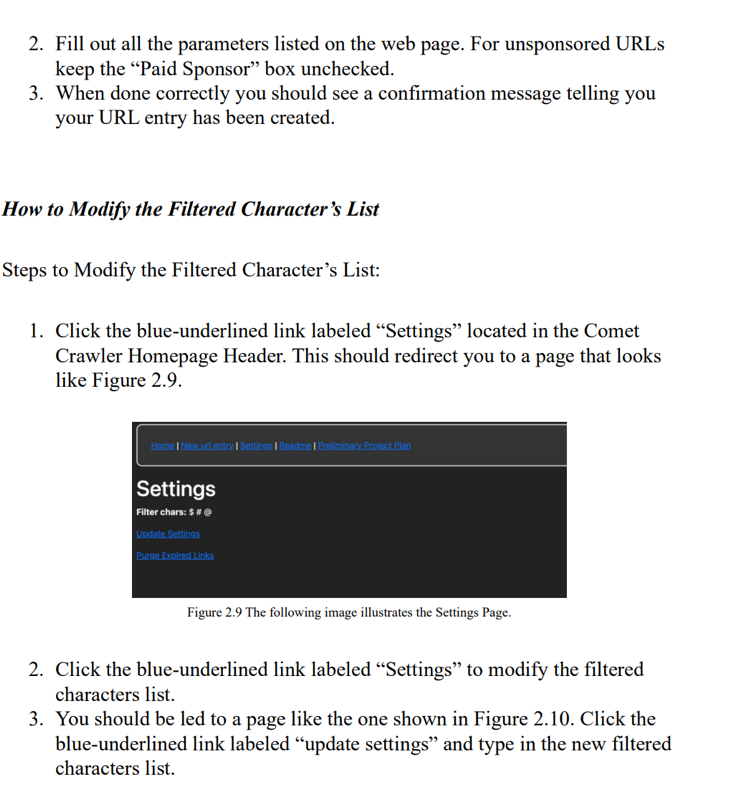 2. Fill out all the parameters listed on the web page. For unsponsored URLs
keep the “Paid Sponsor” box unchecked.
3. When done correctly you should see a confirmation message telling you
your URL entry has been created.
How to Modify the Filtered Character’s List
Steps to Modify the Filtered Character’s List:
1. Click the blue-underlined link labeled “Settings” located in the Comet
Crawler Homepage Header. This should redirect you to a page that looks
like Figure 2.9.
Home | New url entry | Settings | Readme | Preliminary Project Plan
Settings
Filter chars: $ # @
Update Settings
Purge Expired Links
Figure 2.9 The following image illustrates the Settings Page.
2. Click the blue-underlined link labeled “Settings” to modify the filtered
characters list.
3. You should be led to a page like the one shown in Figure 2.10. Click the
blue-underlined link labeled “update settings” and type in the new filtered
characters list.